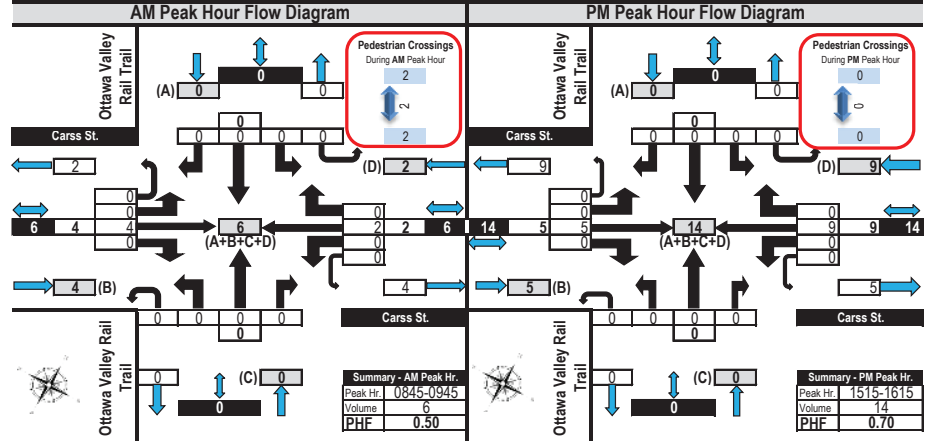 AM Peak Hour Flow Diagram
PM Peak Hour Flow Diagram
Ottawa Valley
Rail Trail
0
(A) 0 0
Pedestrian Crossings
During AM Peak Hour
2
2
2
0
0 0 0 0
Carss St.
2
(D) 2
0
0
6 4 4
0
6
(A+B+C+D)
0
2 2 6
0
0
4 (B)
4
0 0 0 0
0
Carss St.
Ottawa Valley Rail
Trail
0
(C) 0
0
Summary - AM Peak Hr.
Peak Hr. 0845-0945
Volume 6
PHF 0.50
Ottawa Valley
Rail Trail
0
(A) 0 0
Pedestrian Crossings
During PM Peak Hour
0
0
0
0
0 0 0 0
Carss St.
9
(D) 9
0
0
14 5 5
0
14
(A+B+C+D)
0
9 9 14
0
0
5 (B)
5
0 0 0 0
0
Carss St.
Ottawa Valley Rail
Trail
0
(C) 0
0
Summary - PM Peak Hr.
Peak Hr. 1515-1615
Volume 14
PHF 0.70